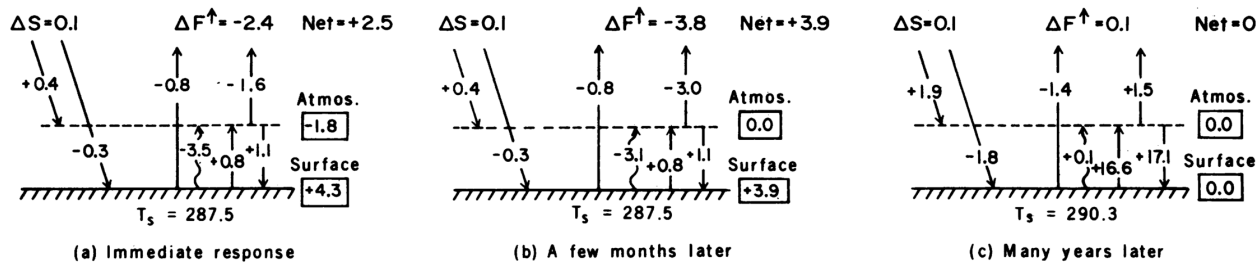 ΔS=0.1 ΔF↑=-2.4 Net=+2.5
+0.4 -0.8 -1.6
Atmos.
-1.8
-0.3 -3.5 +0.8 +1.1
Surface
+4.3
Ts = 287.5
(a) Immediate response
ΔS=0.1 ΔF↑=-3.8 Net=+3.9
+0.4 -0.8 -3.0
Atmos.
0.0
-0.3 -3.1 +0.8 +1.1
Surface
+3.9
Ts = 287.5
(b) A few months later
ΔS=0.1 ΔF↑=0.1 Net=0
+1.9 -1.4 +1.5
Atmos.
0.0
-1.8 +0.1 +16.6 +17.1
Surface
0.0
Ts = 290.3
(c) Many years later